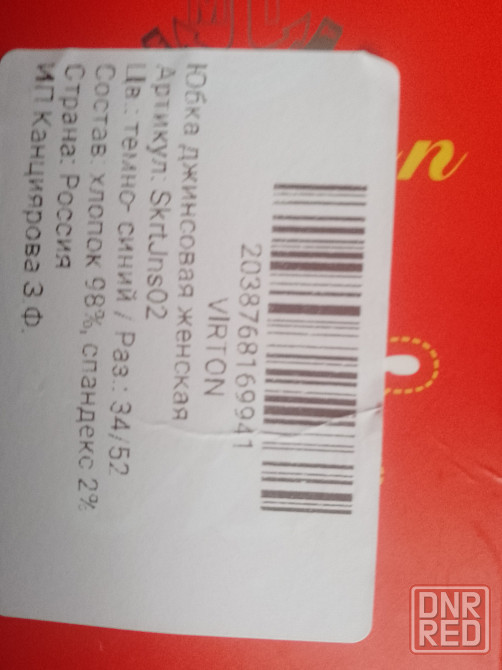 2038768169941
VIRTON
Юбка джинсовая женская
Артикул: SkrtJns02
Цв.: темно-синий / Раз.: 34/52
Состав: хлопок 98%, спандекс 2%
Страна: Россия
ИП Канциярова З.Ф.
DNR
RED